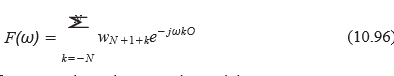 F(ω) = ∑_{k=-N}^{N} w_{N+1+k} e^{-jωkO} (10.96)